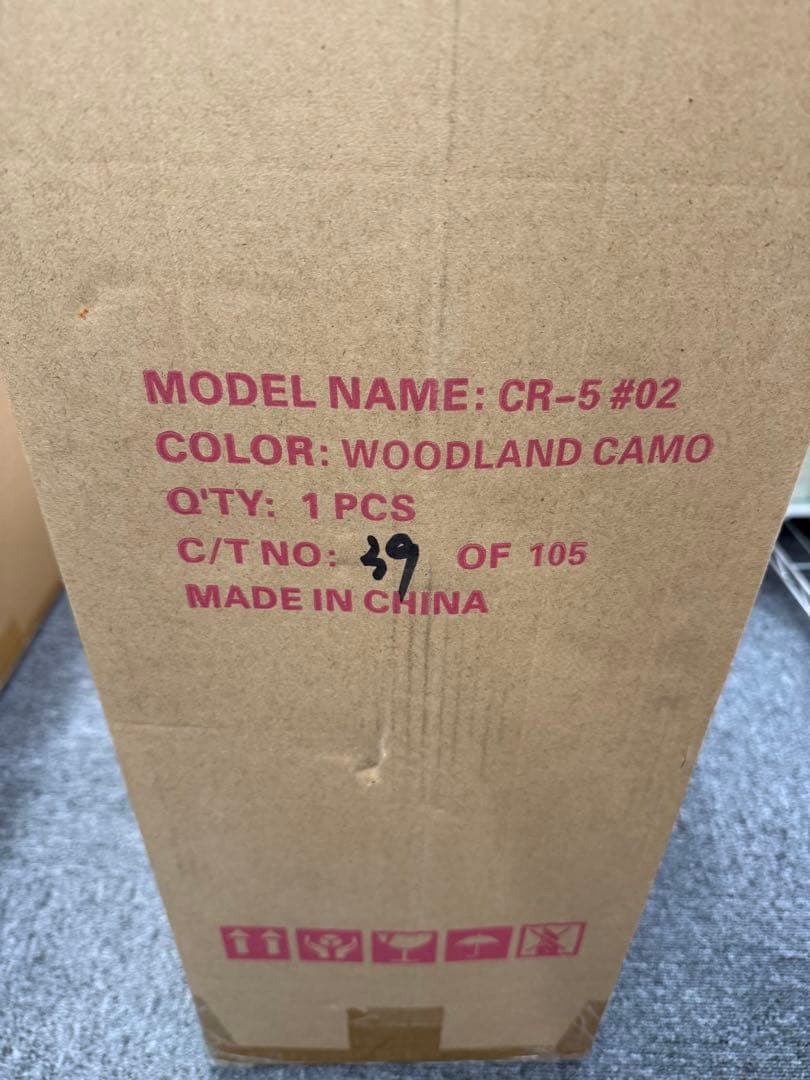 MODEL NAME: CR-5 #02
COLOR: WOODLAND CAMO
Q'TY: 1 PCS
C/T NO: 39 OF 105
MADE IN CHINA